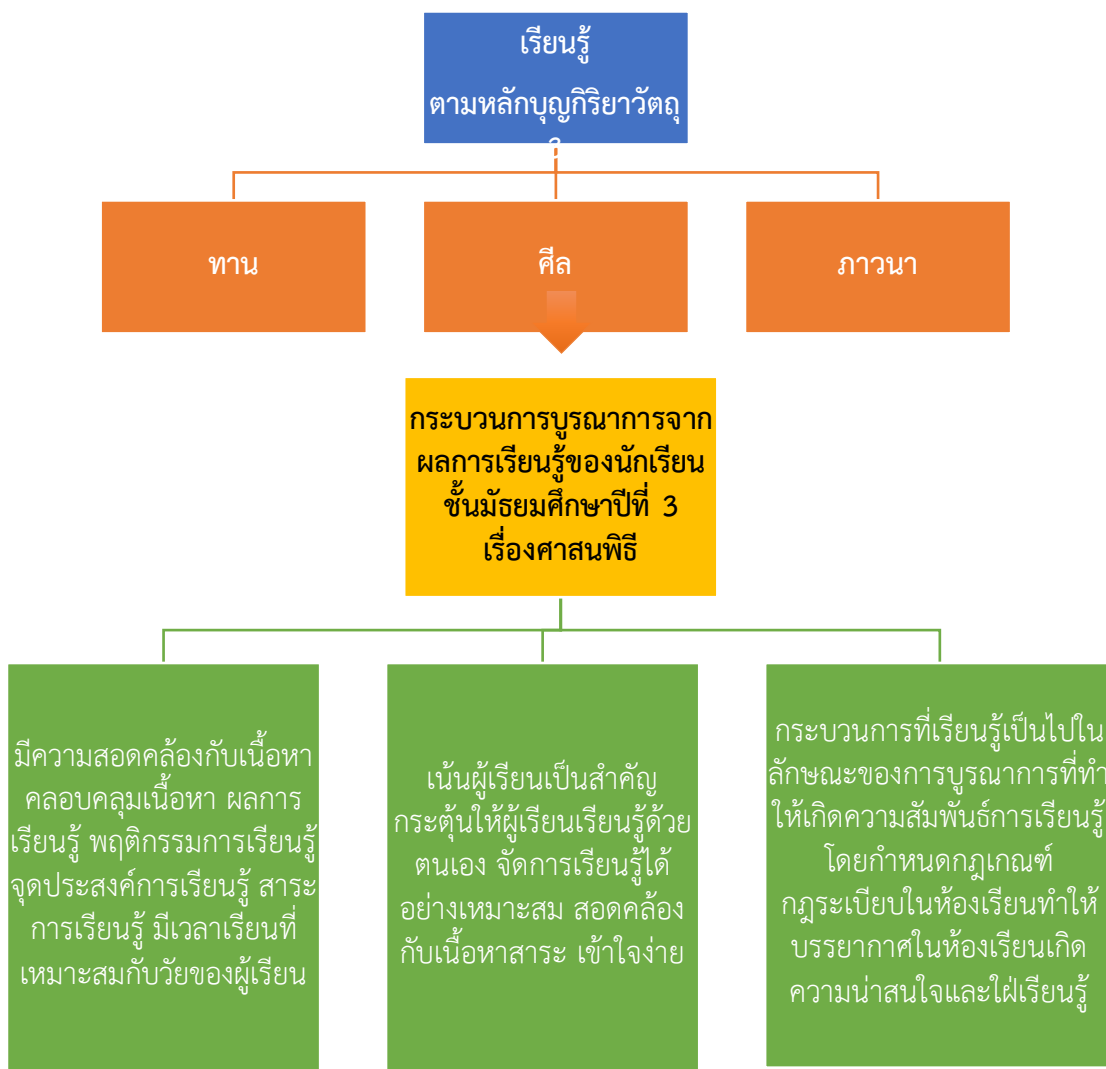 เรียนรู้
ตามหลักบุญกิริยาวัตถุ
ทาน
ศีล
ภาวนา
กระบวนการบูรณาการจาก
ผลการเรียนรู้ของนักเรียน
ชั้นมัธยมศึกษาปีที่ 3
เรื่องศาสนพิธี
มีความสอดคล้องกับเนื้อหา
คลอบคลุมเนื้อหา ผลการ
เรียนรู้ พฤติกรรมการเรียนรู้
จุดประสงค์การเรียนรู้ สาระ
การเรียนรู้ มีเวลาเรียนที่
เหมาะสมกับวัยของผู้เรียน
เน้นผู้เรียนเป็นสำคัญ
กระตุ้นให้ผู้เรียนเรียนรู้ด้วย
ตนเอง จัดการเรียนรู้ได้
อย่างเหมาะสม สอดคล้อง
กับเนื้อหาสาระ เข้าใจง่าย
กระบวนการที่เรียนรู้เป็นไปใน
ลักษณะของการบูรณาการที่ทำ
ให้เกิดความสัมพันธ์การเรียนรู้
โดยกำหนดกฎเกณฑ์
กฎระเบียบในห้องเรียนทำให้
บรรยากาศในห้องเรียนเกิด
ความน่าสนใจและใฝ่เรียนรู้